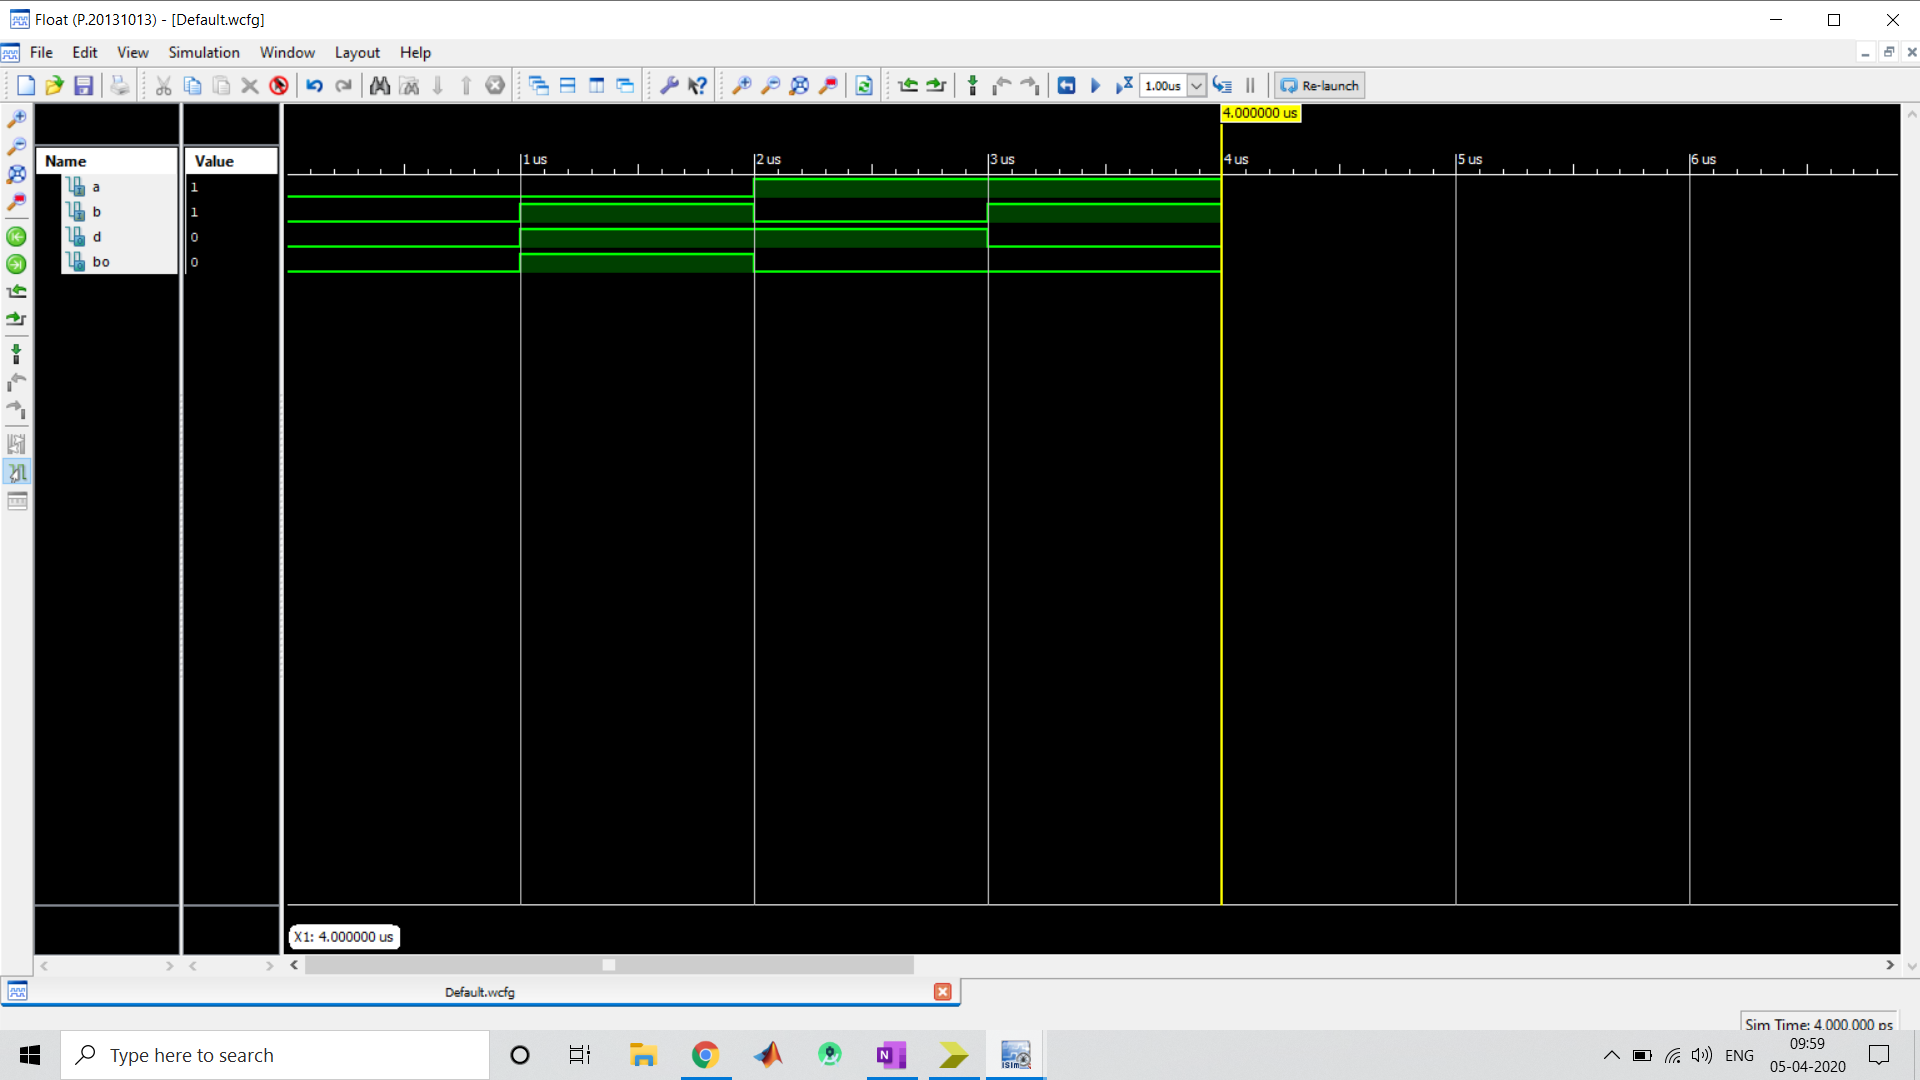 Float (P.20131013) - [Default.wcfg]
File Edit View Simulation Window Layout Help
1.00us Re-launch
4.000000 us
1 us 2 us 3 us 4 us 5 us 6 us
Name Value
a 1
b 1
d 0
bo 0
X1: 4.000000 us
Default.wcfg
Sim Time: 4,000,000 ps
Type here to search
N
ISim
ENG
09:59
05-04-2020